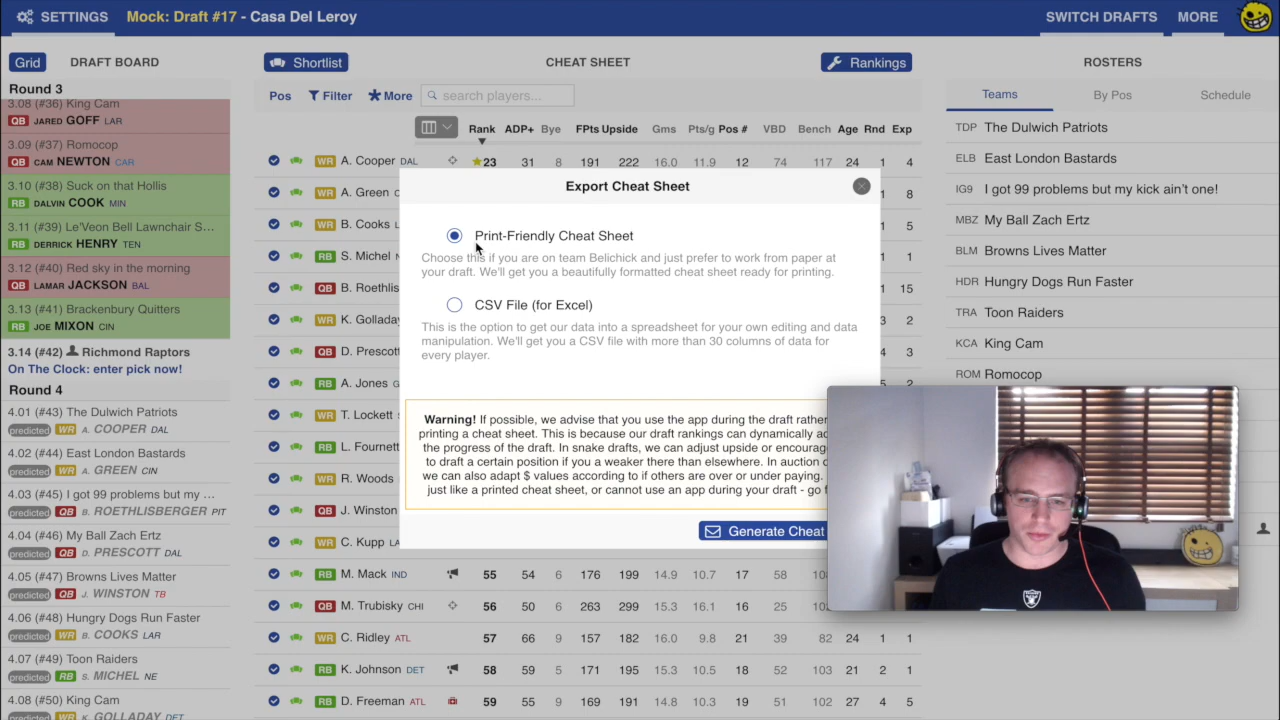 SETTINGS
Mock: Draft #17 - Casa Del Leroy
SWITCH DRAFTS
MORE
Grid
DRAFT BOARD
Round 3
3.08 (#36) King Cam
QB JARED GOFF LAR
3.09 (#37) Romocop
QB CAM NEWTON CAR
3.10 (#38) Suck on that Hollis
RB DALVIN COOK MIN
3.11 (#39) Le'Veon Bell Lawnchair S...
RB DERRICK HENRY TEN
3.12 (#40) Red sky in the morning
QB LAMAR JACKSON BAL
3.13 (#41) Brackenbury Quitters
RB JOE MIXON CIN
3.14 (#42) Richmond Raptors
On The Clock: enter pick now!
Round 4
4.01 (#43) The Dulwich Patriots
predicted WR A. COOPER DAL
4.02 (#44) East London Bastards
predicted WR A. GREEN CIN
4.03 (#45) I got 99 problems but my ...
predicted QB B. ROETHLISBERGER PIT
4.04 (#46) My Ball Zach Ertz
predicted QB D. PRESCOTT DAL
4.05 (#47) Browns Lives Matter
predicted QB J. WINSTON TB
4.06 (#48) Hungry Dogs Run Faster
predicted WR B. COOKS LAR
4.07 (#49) Toon Raiders
predicted RB S. MICHEL NE
4.08 (#50) King Cam
predicted WR K. GOLLADAY DET
Shortlist
CHEAT SHEET
Rankings
Pos Filter More search players...
Rank ADP+ Bye FPts Upside Gms Pts/g Pos # VBD Bench Age Rnd Exp
WR A. Cooper DAL 23 31 8 191 222 16.0 11.9 12 74 117 24 1 4
WR A. Green 1 8
WR B. Cooks L 1 5
RB S. Michel N 1
QB B. Roethlis 1 15
WR K. Golladay 3 2
QB D. Prescott 4 3
RB A. Jones G 5 2
WR T. Lockett
RB L. Fournett
WR R. Woods
QB J. Winston
WR C. Kupp LA
RB M. Mack IND 55 54 6 176 199 14.9 10.7 17 58 10
QB M. Trubisky CHI 56 50 6 263 299 15.3 16.1 16 25
WR C. Ridley ATL 57 66 9 157 182 16.0 9.8 21 39 82 24 1 1
RB K. Johnson DET 58 59 5 171 195 15.3 10.5 18 52 103 21 2 1
RB D. Freeman ATL 59 55 9 169 191 14.8 10.3 19 51 102 27 4 5
Export Cheat Sheet
Print-Friendly Cheat Sheet
Choose this if you are on team Belichick and just prefer to work from paper at
your draft. We'll get you a beautifully formatted cheat sheet ready for printing.
CSV File (for Excel)
This is the option to get our data into a spreadsheet for your own editing and data
manipulation. We'll get you a CSV file with more than 30 columns of data for
every player.
Warning! If possible, we advise that you use the app during the draft rather
printing a cheat sheet. This is because our draft rankings can dynamically ad
the progress of the draft. In snake drafts, we can adjust upside or encourag
to draft a certain position if you a weaker there than elsewhere. In auction
we can also adapt $ values according to if others are over or under paying.
just like a printed cheat sheet, or cannot use an app during your draft - go
Generate Cheat
ROSTERS
Teams By Pos Schedule
TDP The Dulwich Patriots
ELB East London Bastards
IG9 I got 99 problems but my kick ain't one!
MBZ My Ball Zach Ertz
BLM Browns Lives Matter
HDR Hungry Dogs Run Faster
TRA Toon Raiders
KCA King Cam
ROM Romocop